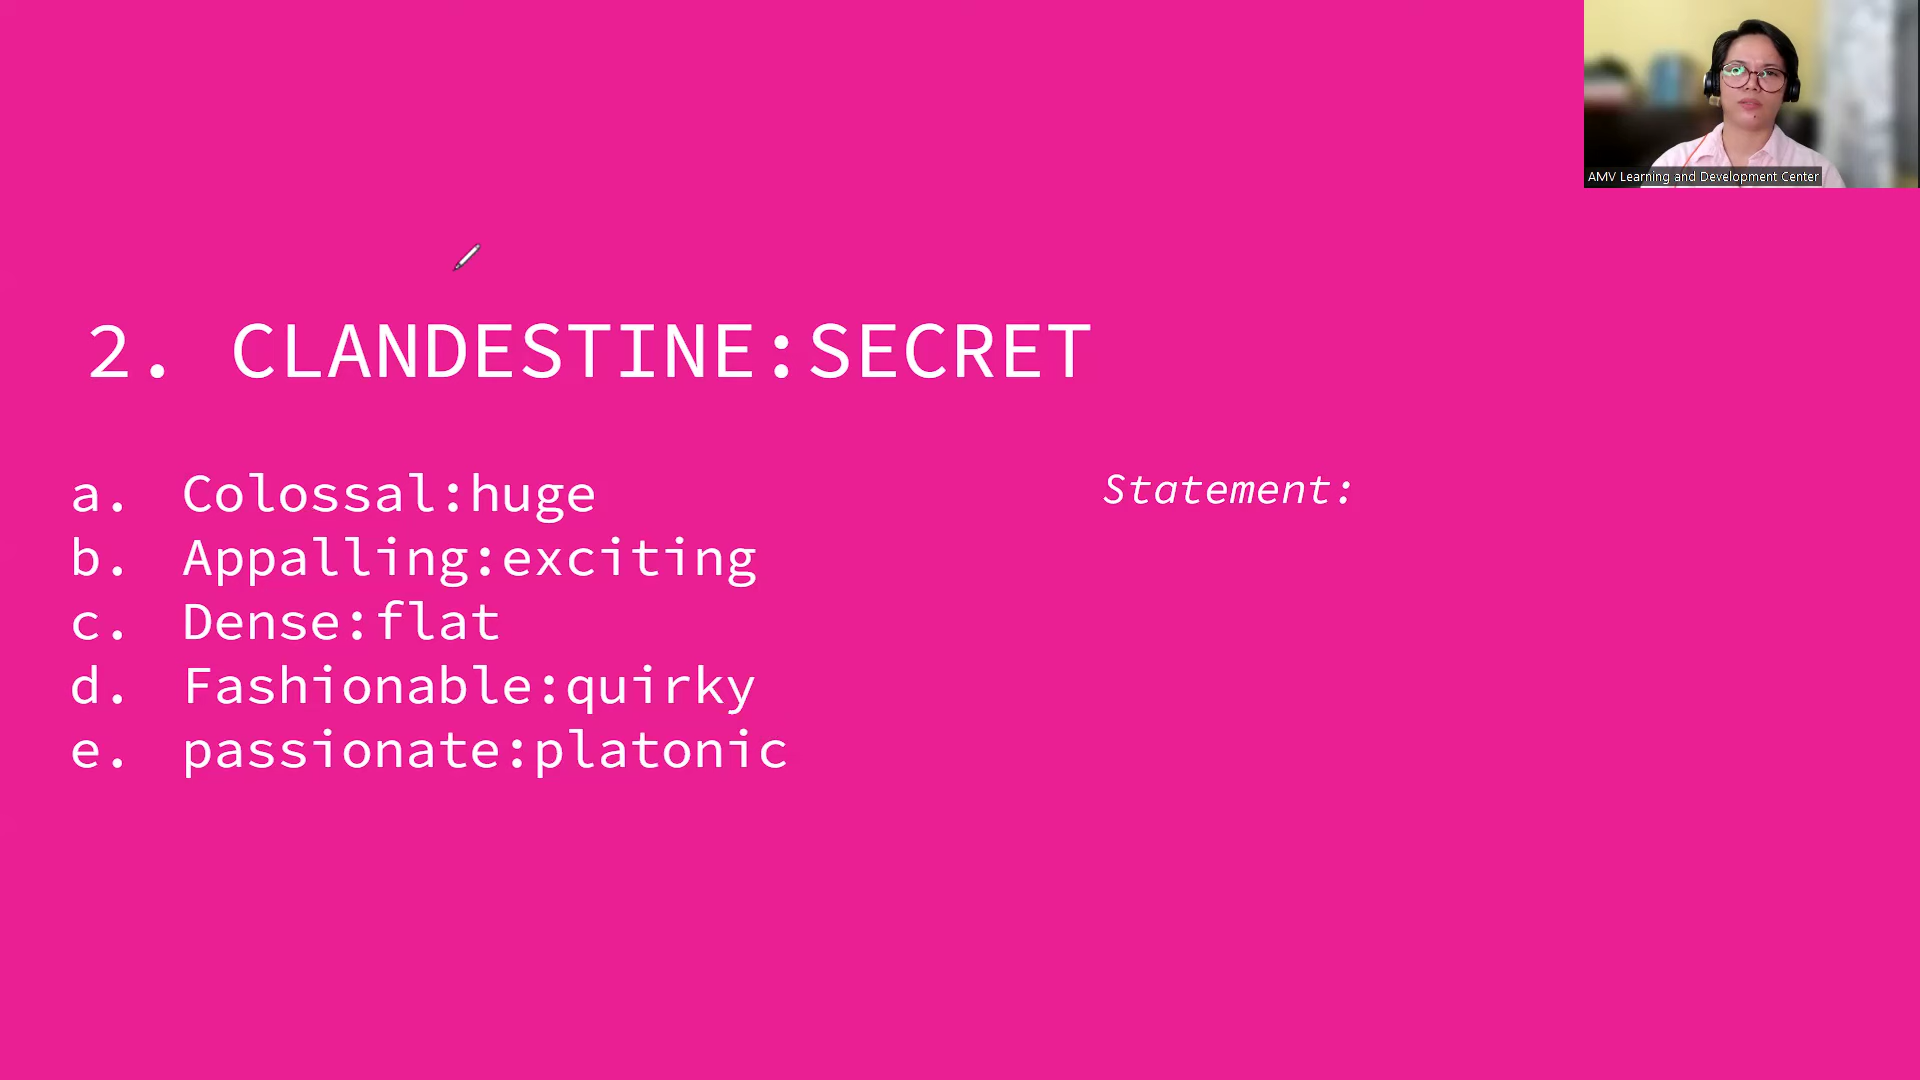 AMV Learning and Development Center
2. CLANDESTINE:SECRET
a. Colossal:huge
b. Appalling:exciting
c. Dense:flat
d. Fashionable:quirky
e. passionate:platonic
Statement: